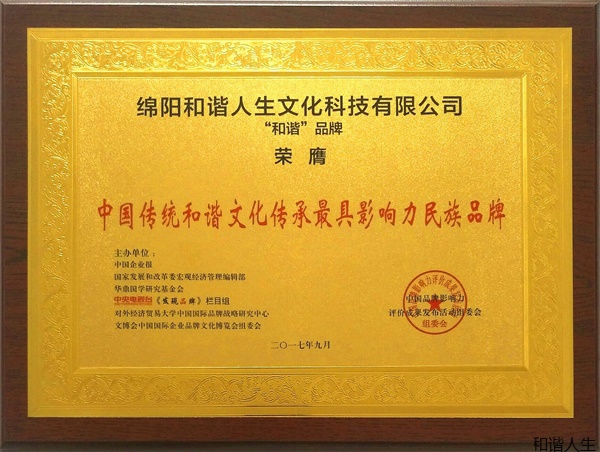 绵阳和谐人生文化科技有限公司
“和谐”品牌
荣膺
中国传统和谐文化传承最具影响力民族品牌
主办单位：
中国企业报
国家发展和改革委宏观经济管理编辑部
华鼎国学研究基金会
中央电视台《发现品牌》栏目组
对外经济贸易大学中国国际品牌战略研究中心
文博会中国国际企业品牌文化博览会组委会
中国品牌影响力
评价成果发布活动组委会
组委会
二〇一七年九月
和谐人生